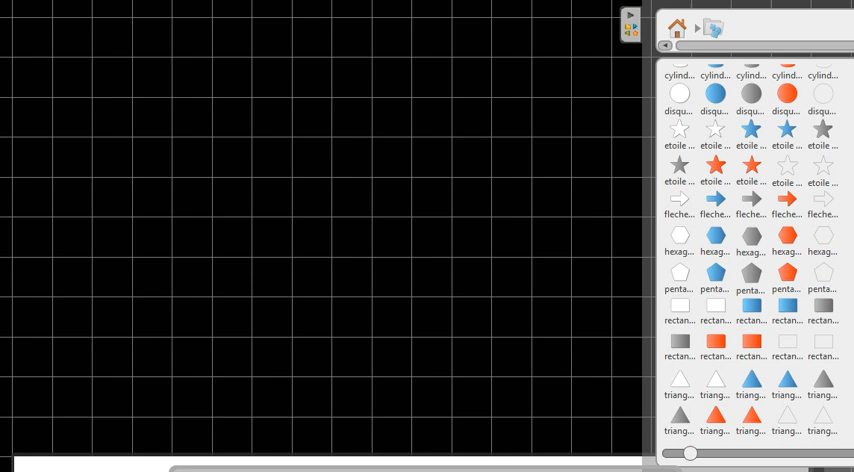 cylind... cylind... cylind... cylind... cylind...
disqu... disqu... disqu... disqu... disqu...
etoile ... etoile ... etoile ... etoile ... etoile ...
etoile ... etoile ... etoile ... etoile ... etoile ...
fleche... fleche... fleche... fleche... fleche...
hexag... hexag... hexag... hexag... hexag...
penta... penta... penta... penta... penta...
rectan... rectan... rectan... rectan... rectan...
rectan... rectan... rectan... rectan... rectan...
triang... triang... triang... triang... triang...
triang... triang... triang... triang... triang...